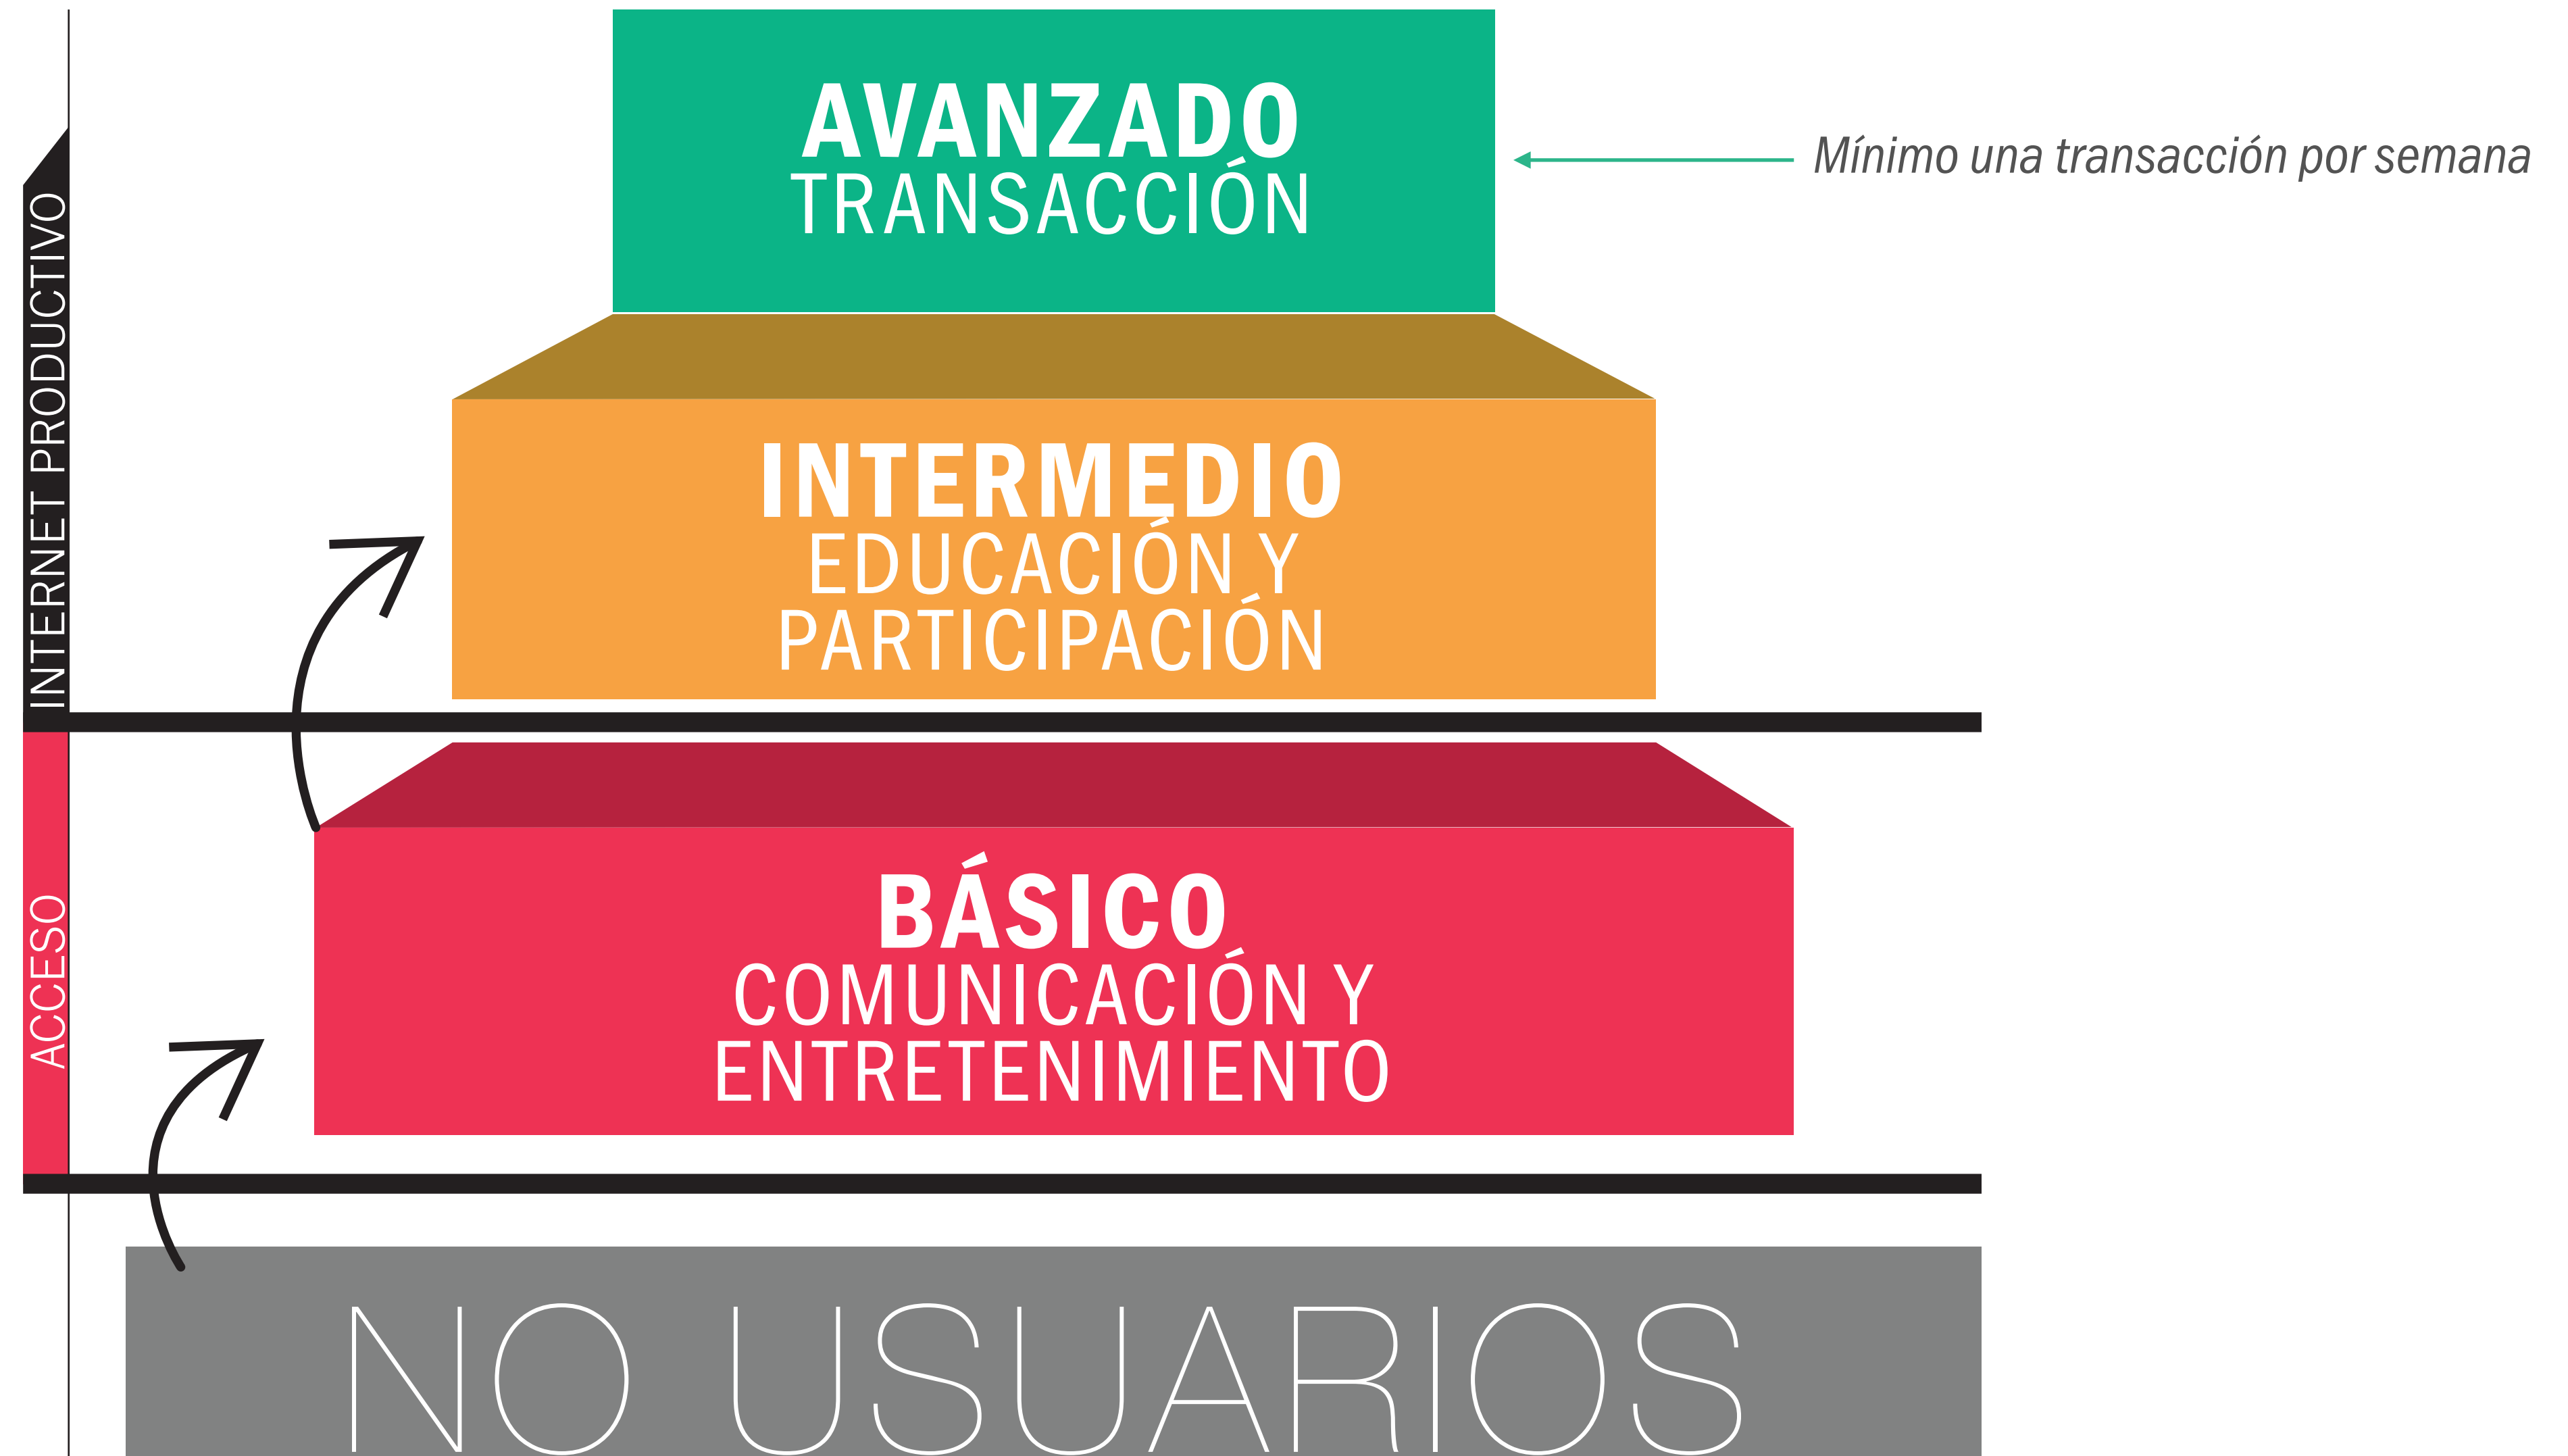 AVANZADO
TRANSACCIÓN
Mínimo una transacción por semana
INTERNET PRODUCTIVO
INTERMEDIO
EDUCACIÓN Y
PARTICIPACIÓN
ACCESO
BÁSICO
COMUNICACIÓN Y
ENTRETENIMIENTO
NO USUARIOS